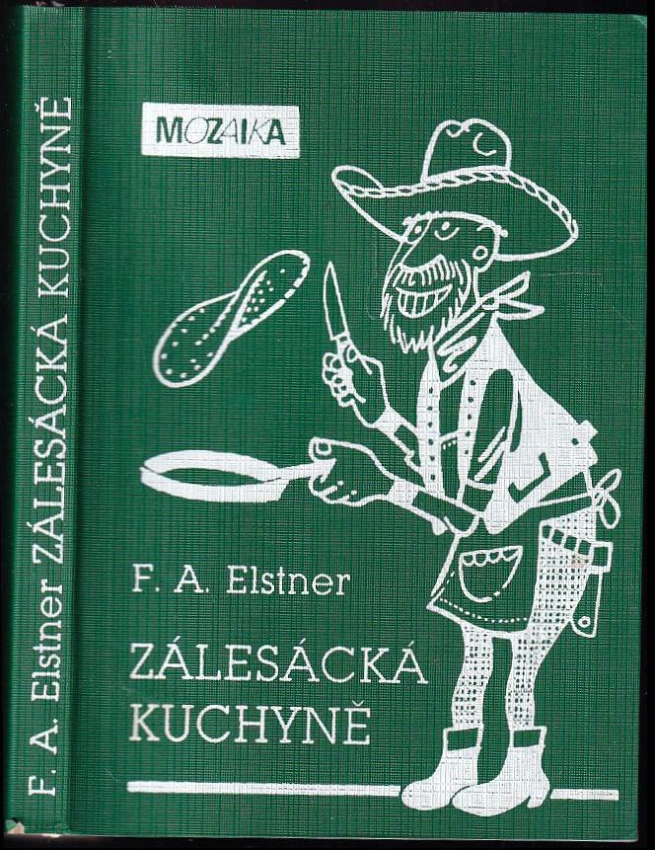 F. A. Elstner ZÁLESÁCKÁ KUCHYNĚ
MOZAIKA
F. A. Elstner
ZÁLESÁCKÁ
KUCHYNĚ